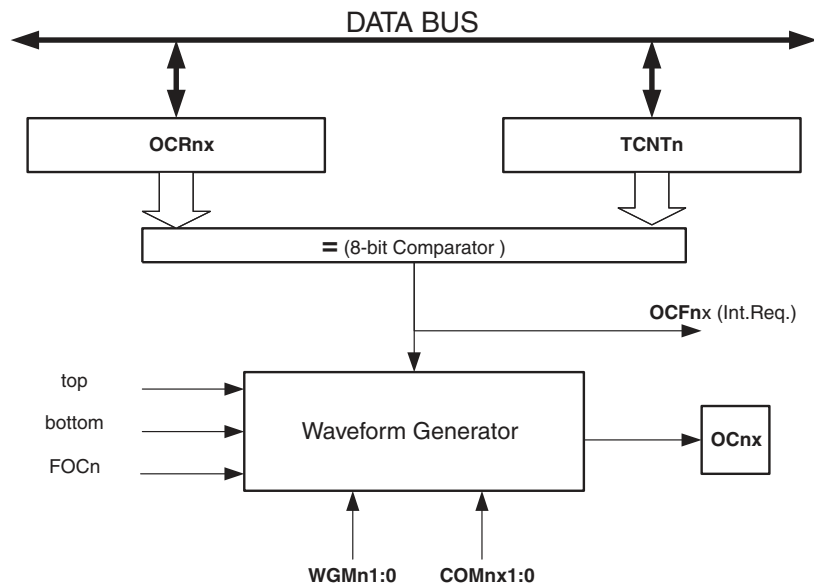 DATA BUS
OCRnx
TCNTn
= (8-bit Comparator )
OCFnx (Int.Req.)
top
bottom
FOCn
Waveform Generator
OCnx
WGMn1:0
COMnx1:0